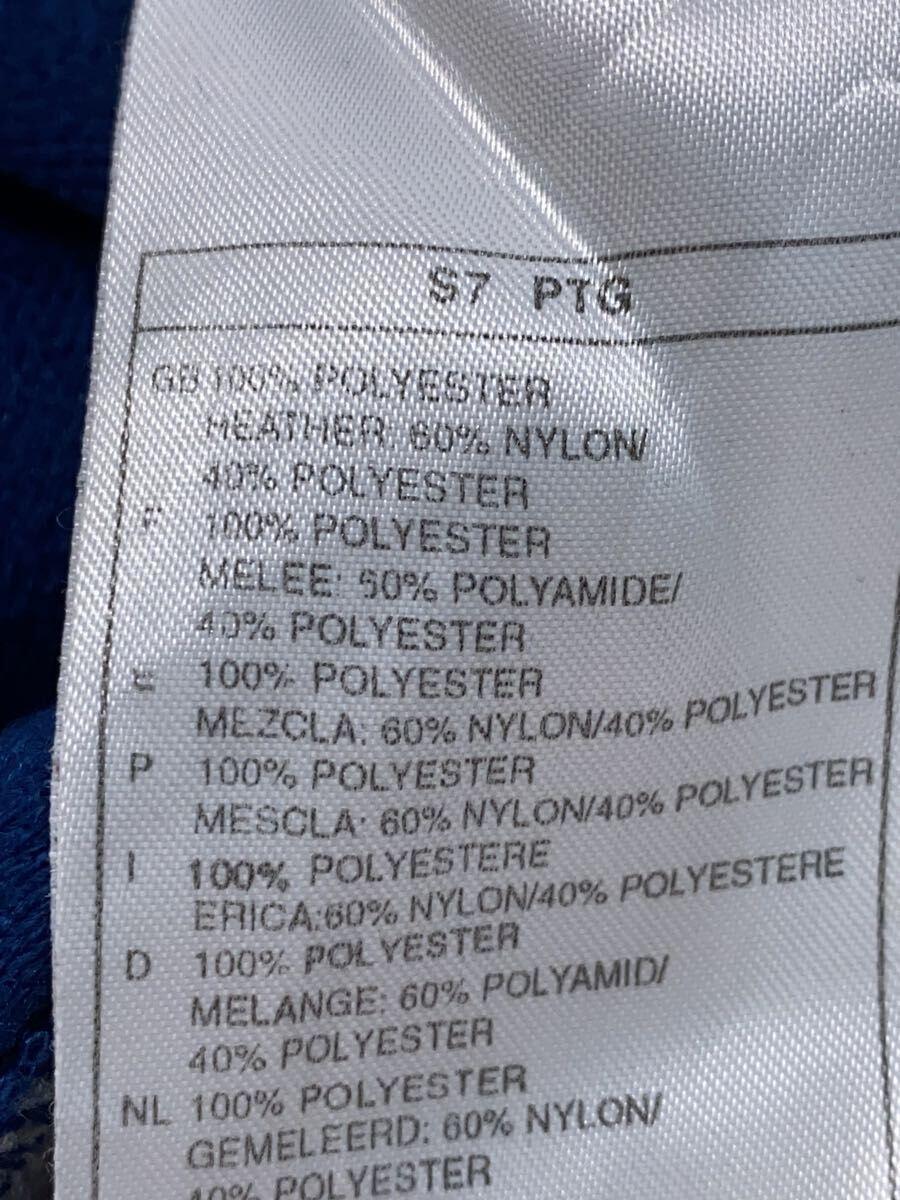 S7 PTG
GB 100% POLYESTER
HEATHER: 60% NYLON/
40% POLYESTER
F 100% POLYESTER
MELEE: 60% POLYAMIDE/
40% POLYESTER
E 100% POLYESTER
MEZCLA: 60% NYLON/40% POLYESTER
P 100% POLYESTER
MESCLA: 60% NYLON/40% POLYESTER
I 100% POLYESTERE
ERICA:60% NYLON/40% POLYESTERE
D 100% POLYESTER
MELANGE: 60% POLYAMID/
40% POLYESTER
NL 100% POLYESTER
GEMELEERD: 60% NYLON/
40% POLYESTER